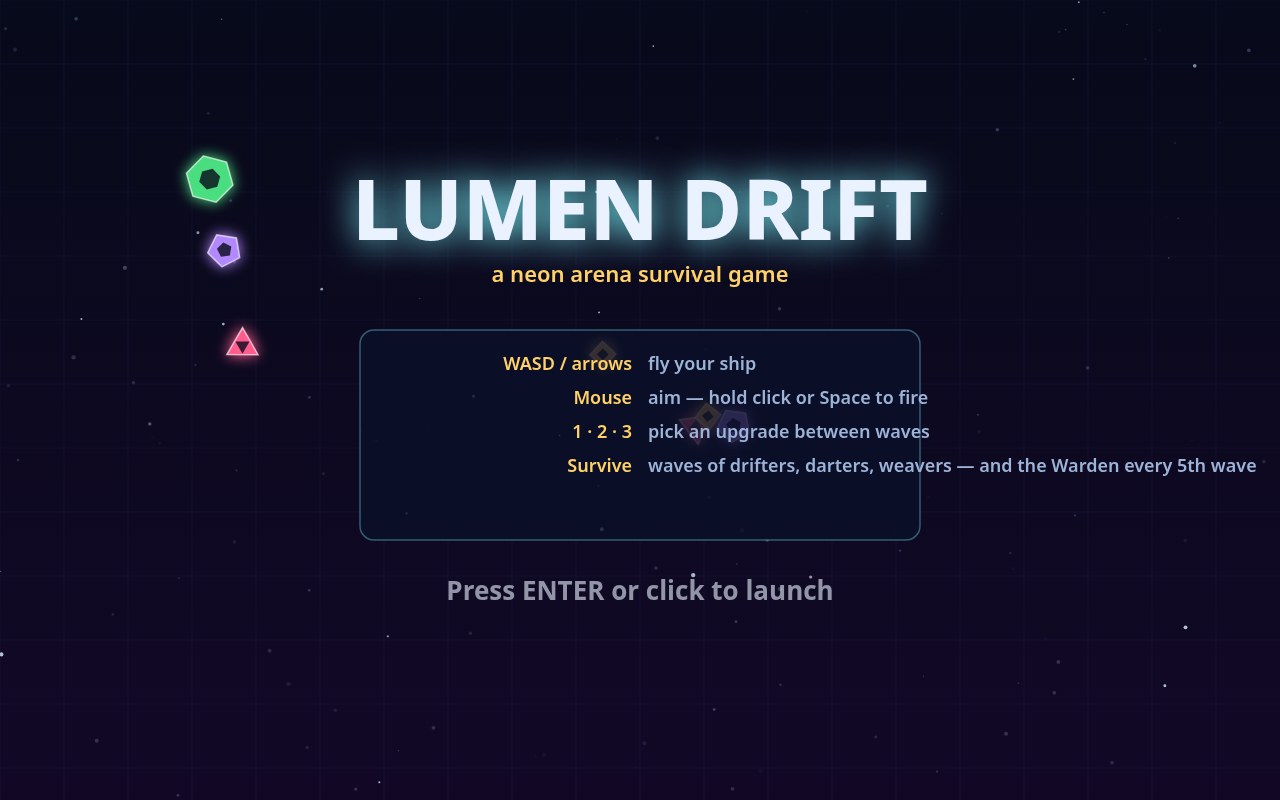 LUMEN DRIFT
a neon arena survival game
WASD / arrows fly your ship
Mouse aim — hold click or Space to fire
1 · 2 · 3 pick an upgrade between waves
Survive waves of drifters, darters, weavers — and the Warden every 5th wave
Press ENTER or click to launch